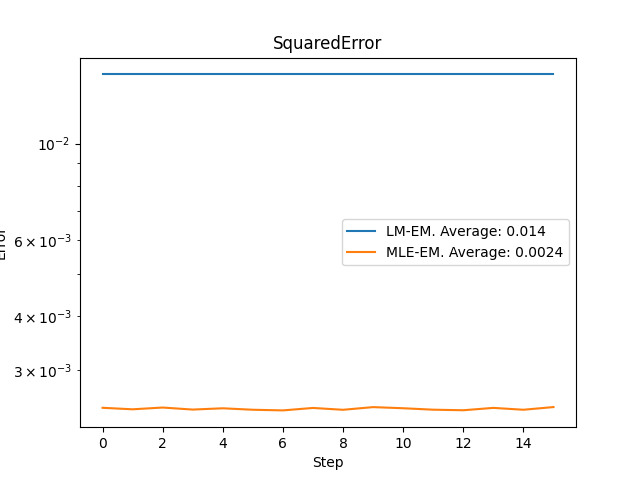 SquaredError
Error
10⁻²
6 × 10⁻³
4 × 10⁻³
3 × 10⁻³
LM-EM. Average: 0.014
MLE-EM. Average: 0.0024
0 2 4 6 8 10 12 14
Step